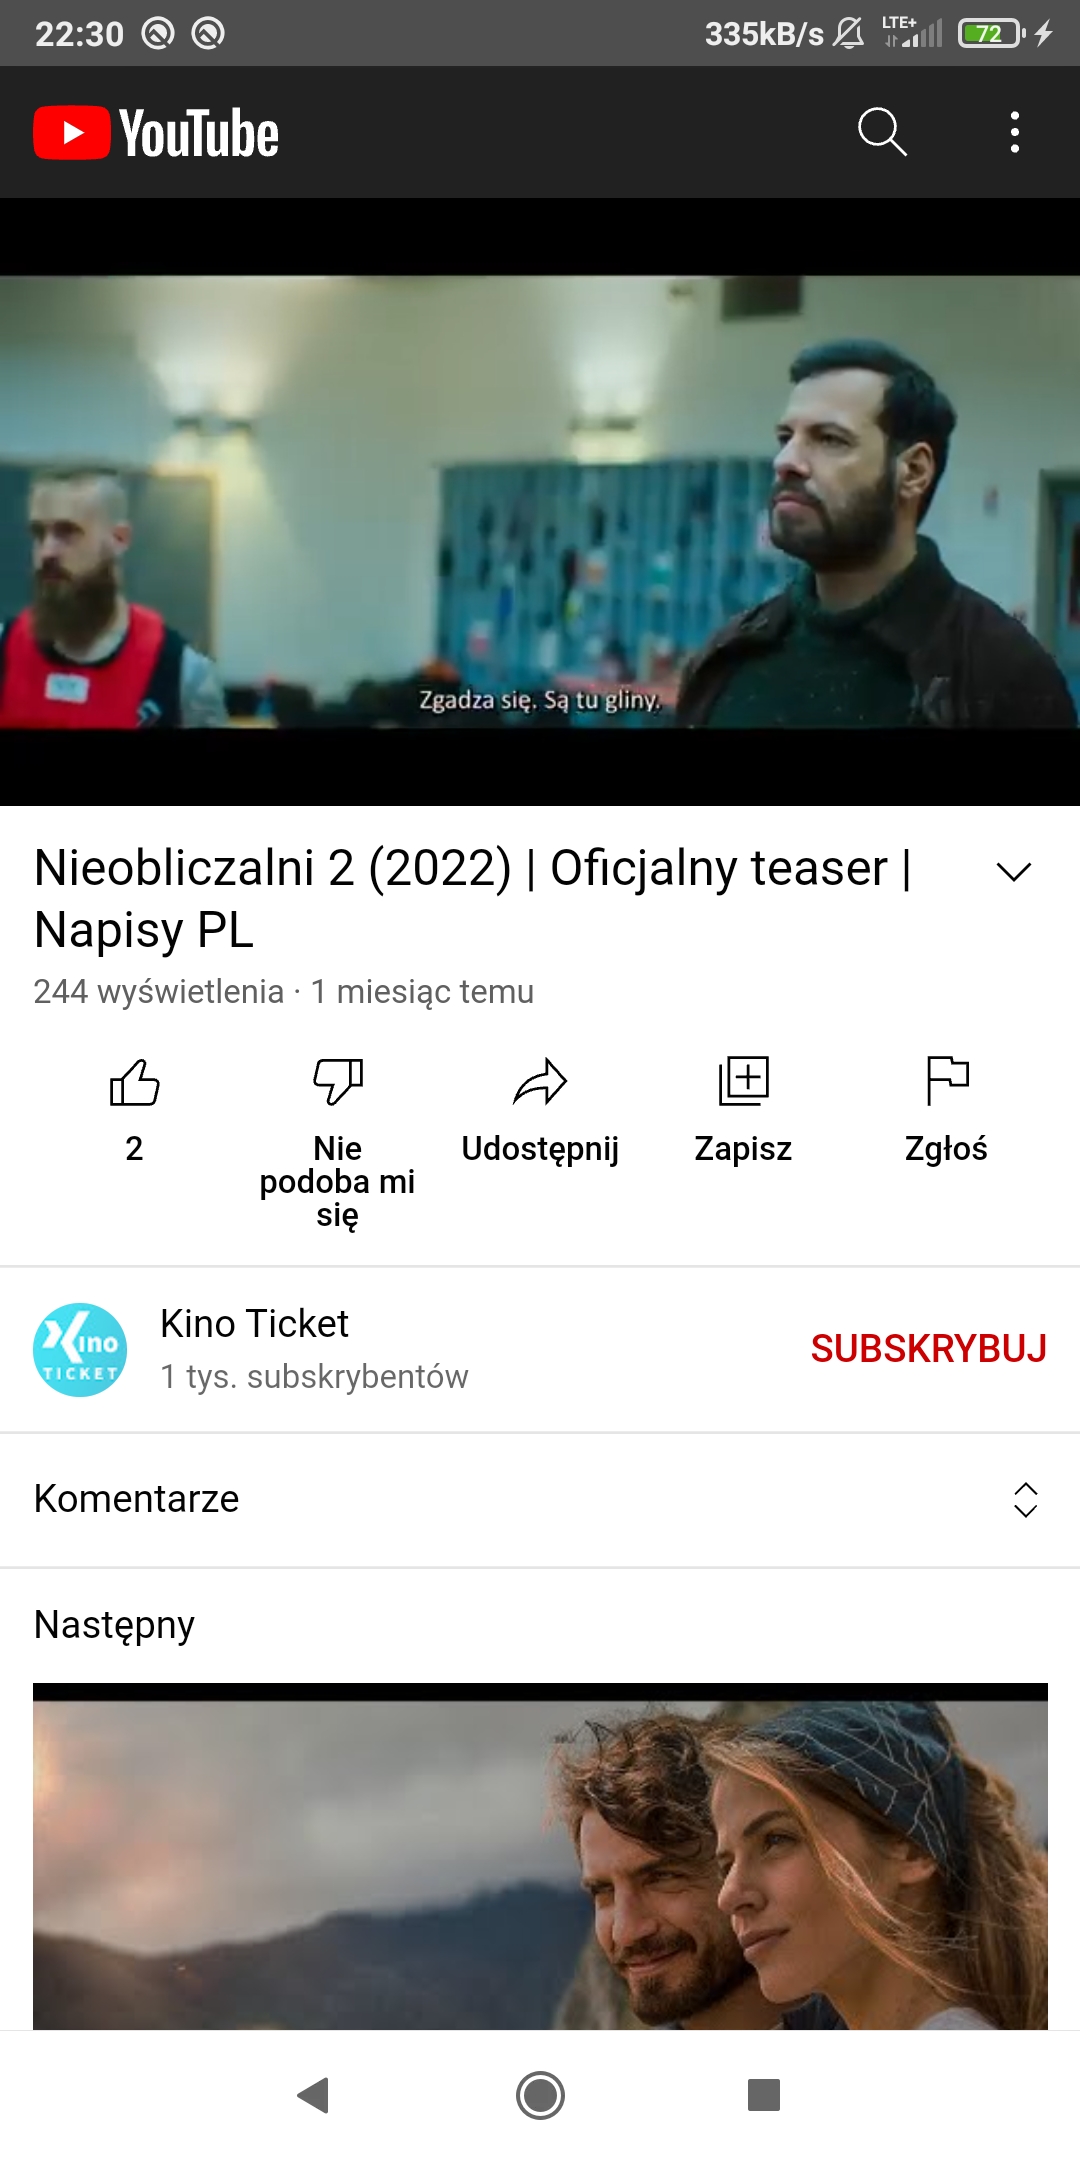 22:30 335kB/s LTE+ 72
YouTube
Zgadza się. Są tu gliny.
Nieobliczalni 2 (2022) | Oficjalny teaser |
Napisy PL
244 wyświetlenia · 1 miesiąc temu
2 Nie Udostępnij Zapisz Zgłoś
podoba mi
się
Kino Ticket
Kino
TICKET
1 tys. subskrybentów
SUBSKRYBUJ
Komentarze
Następny